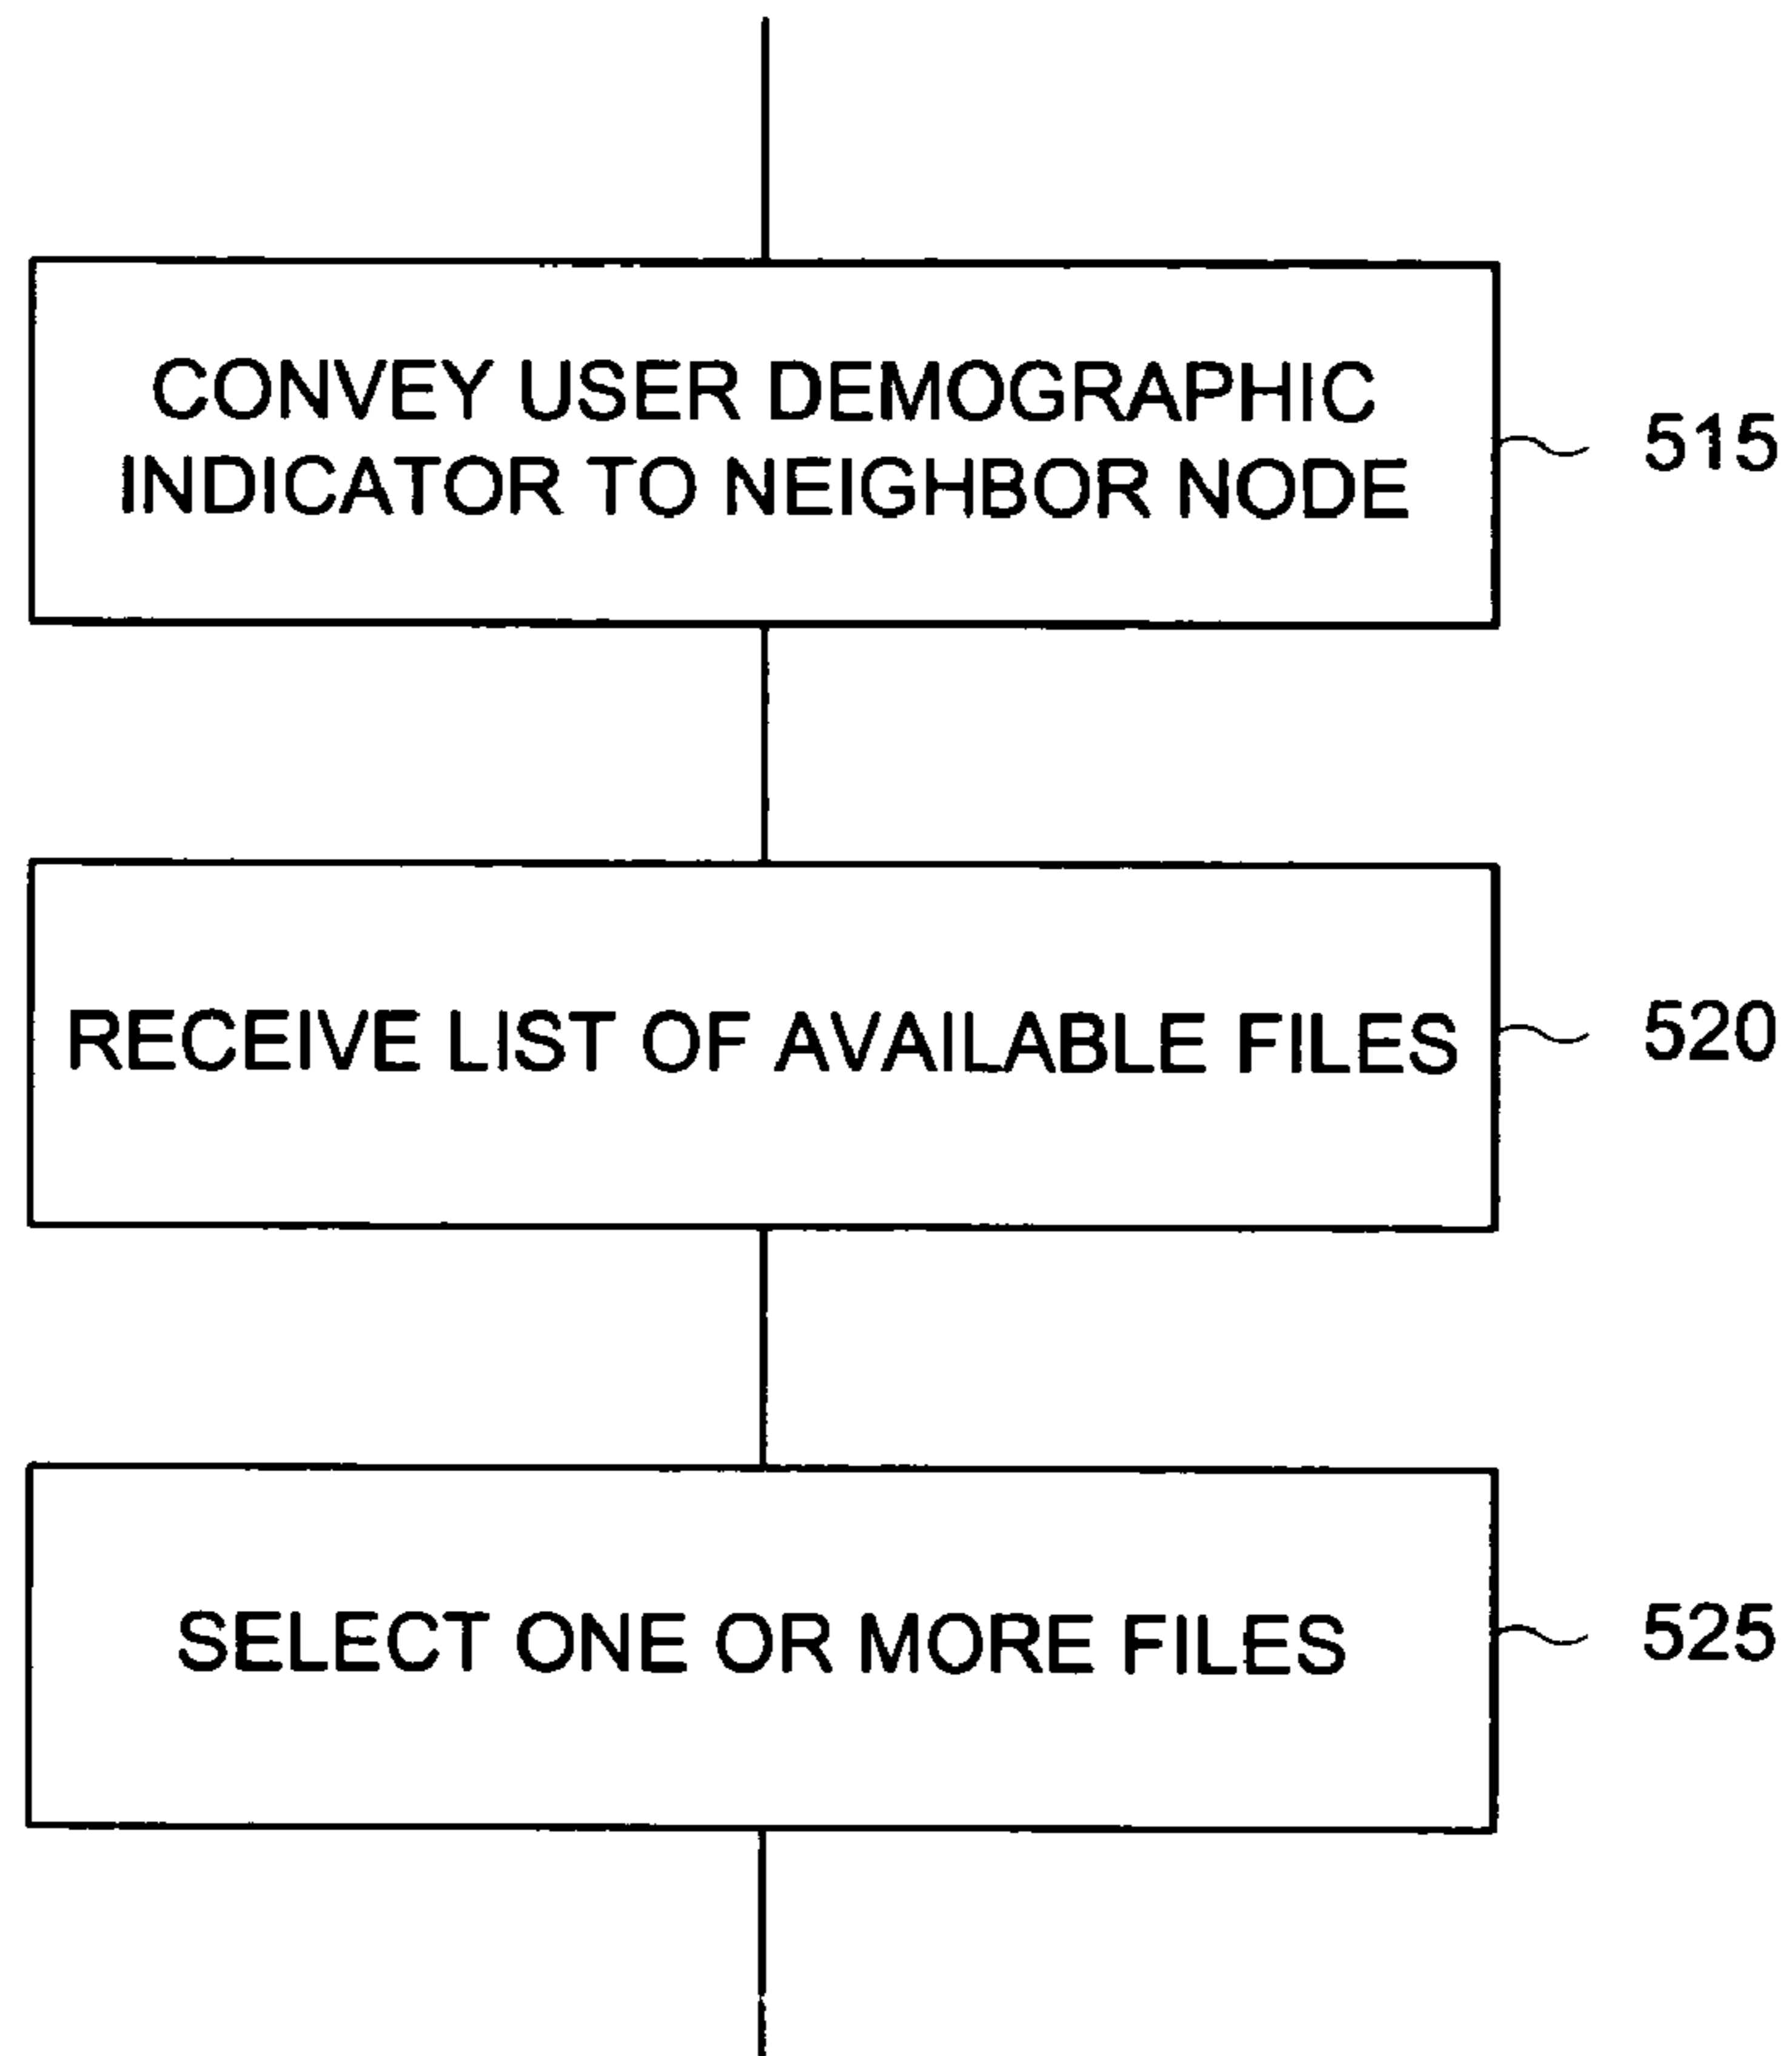 CONVEY USER DEMOGRAPHIC
INDICATOR TO NEIGHBOR NODE
515
RECEIVE LIST OF AVAILABLE FILES
520
SELECT ONE OR MORE FILES
525